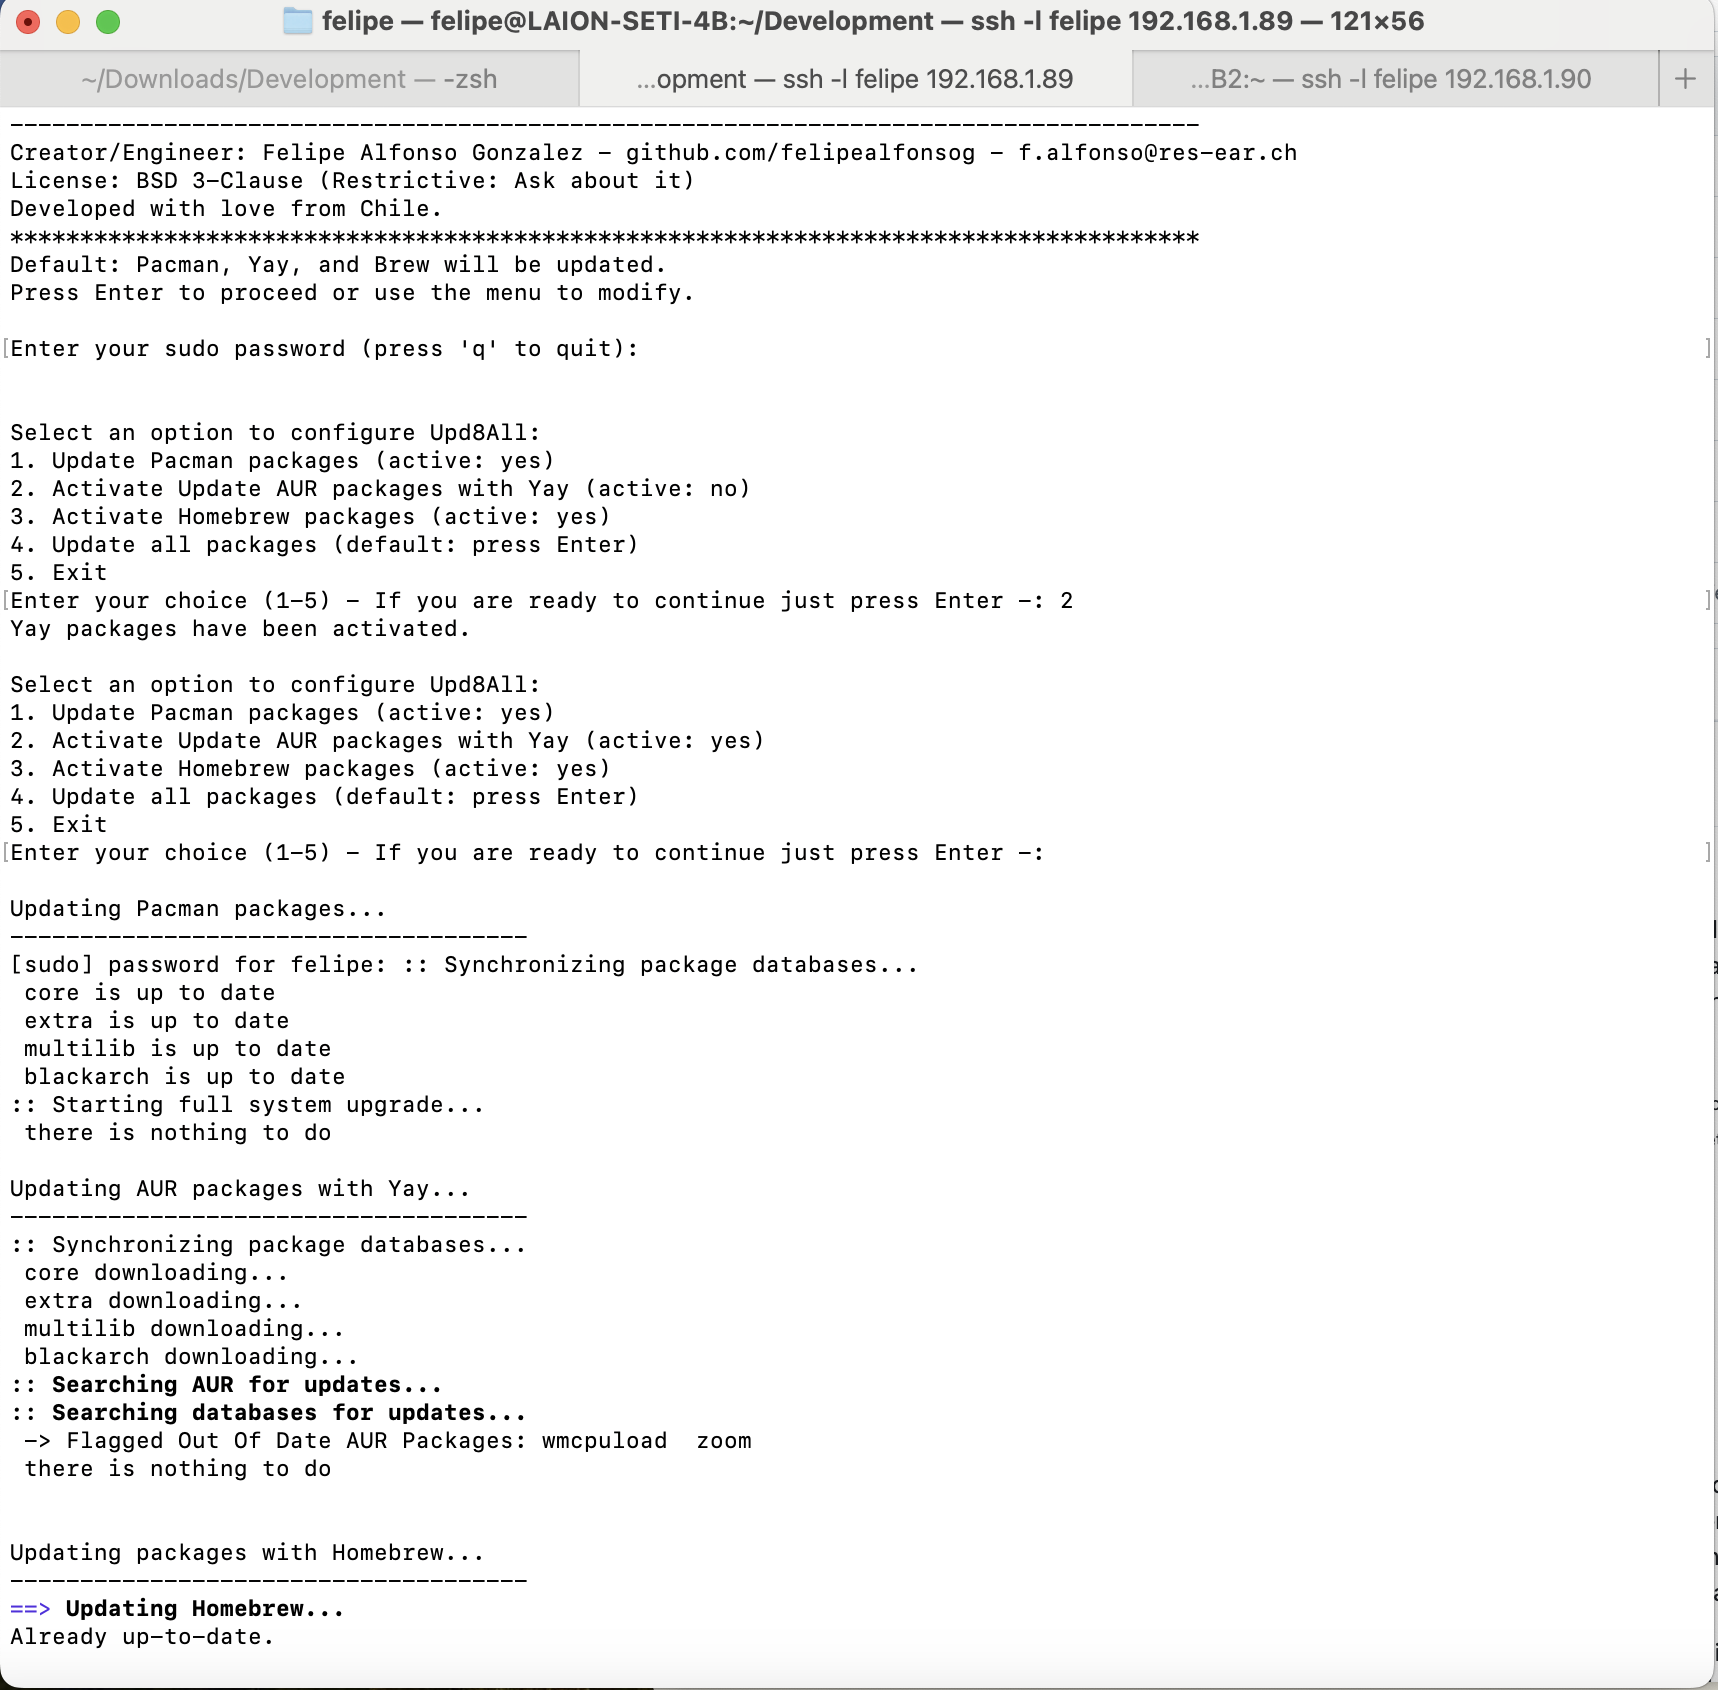 felipe — felipe@LAION-SETI-4B:~/Development — ssh -l felipe 192.168.1.89 — 121×56
~/Downloads/Development — -zsh
...opment — ssh -l felipe 192.168.1.89
...B2:~ — ssh -l felipe 192.168.1.90
+
-------------------------------------------------------------------------------------
Creator/Engineer: Felipe Alfonso Gonzalez - github.com/felipealfonsog - f.alfonso@res-ear.ch
License: BSD 3-Clause (Restrictive: Ask about it)
Developed with love from Chile.
*************************************************************************************
Default: Pacman, Yay, and Brew will be updated.
Press Enter to proceed or use the menu to modify.
[Enter your sudo password (press 'q' to quit): ]
Select an option to configure Upd8All:
1. Update Pacman packages (active: yes)
2. Activate Update AUR packages with Yay (active: no)
3. Activate Homebrew packages (active: yes)
4. Update all packages (default: press Enter)
5. Exit
[Enter your choice (1-5) - If you are ready to continue just press Enter -: 2 ]
Yay packages have been activated.
Select an option to configure Upd8All:
1. Update Pacman packages (active: yes)
2. Activate Update AUR packages with Yay (active: yes)
3. Activate Homebrew packages (active: yes)
4. Update all packages (default: press Enter)
5. Exit
[Enter your choice (1-5) - If you are ready to continue just press Enter -: ]
Updating Pacman packages...
-------------------------------------
[sudo] password for felipe: :: Synchronizing package databases...
core is up to date
extra is up to date
multilib is up to date
blackarch is up to date
:: Starting full system upgrade...
there is nothing to do
Updating AUR packages with Yay...
-------------------------------------
:: Synchronizing package databases...
core downloading...
extra downloading...
multilib downloading...
blackarch downloading...
:: Searching AUR for updates...
:: Searching databases for updates...
-> Flagged Out Of Date AUR Packages: wmcpuload  zoom
there is nothing to do
Updating packages with Homebrew...
-------------------------------------
==> Updating Homebrew...
Already up-to-date.